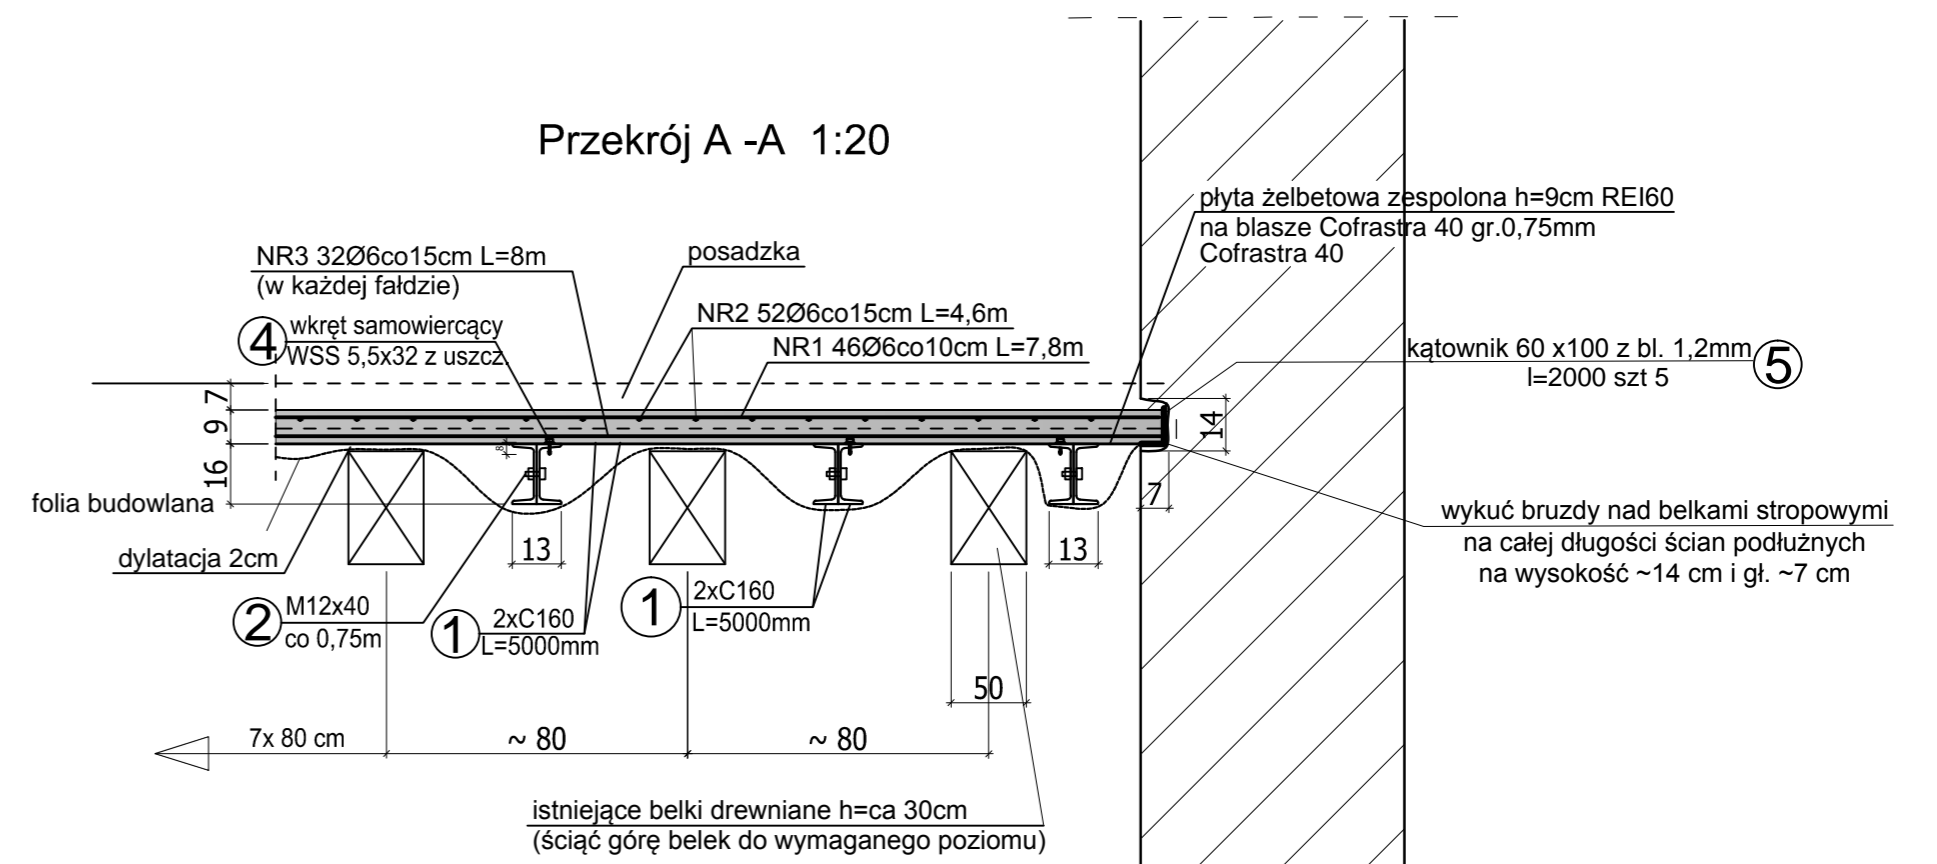 Przekrój A -A 1:20
płyta żelbetowa zespolona h=9cm REI60
na blasze Cofrastra 40 gr.0,75mm
Cofrastra 40
NR3 32Ø6co15cm L=8m
(w każdej fałdzie)
posadzka
NR2 52Ø6co15cm L=4,6m
4 wkręt samowiercący
WSS 5,5x32 z uszcz.
NR1 46Ø6co10cm L=7,8m
kątownik 60 x100 z bl. 1,2mm 5
l=2000 szt 5
7
9
16
8
14
7
folia budowlana
dylatacja 2cm
13
13
wykuć bruzdy nad belkami stropowymi
na całej długości ścian podłużnych
na wysokość ~14 cm i gł. ~7 cm
2 M12x40
co 0,75m
1 2xC160
L=5000mm
1 2xC160
L=5000mm
50
7x 80 cm
~ 80
~ 80
istniejące belki drewniane h=ca 30cm
(ściąć górę belek do wymaganego poziomu)